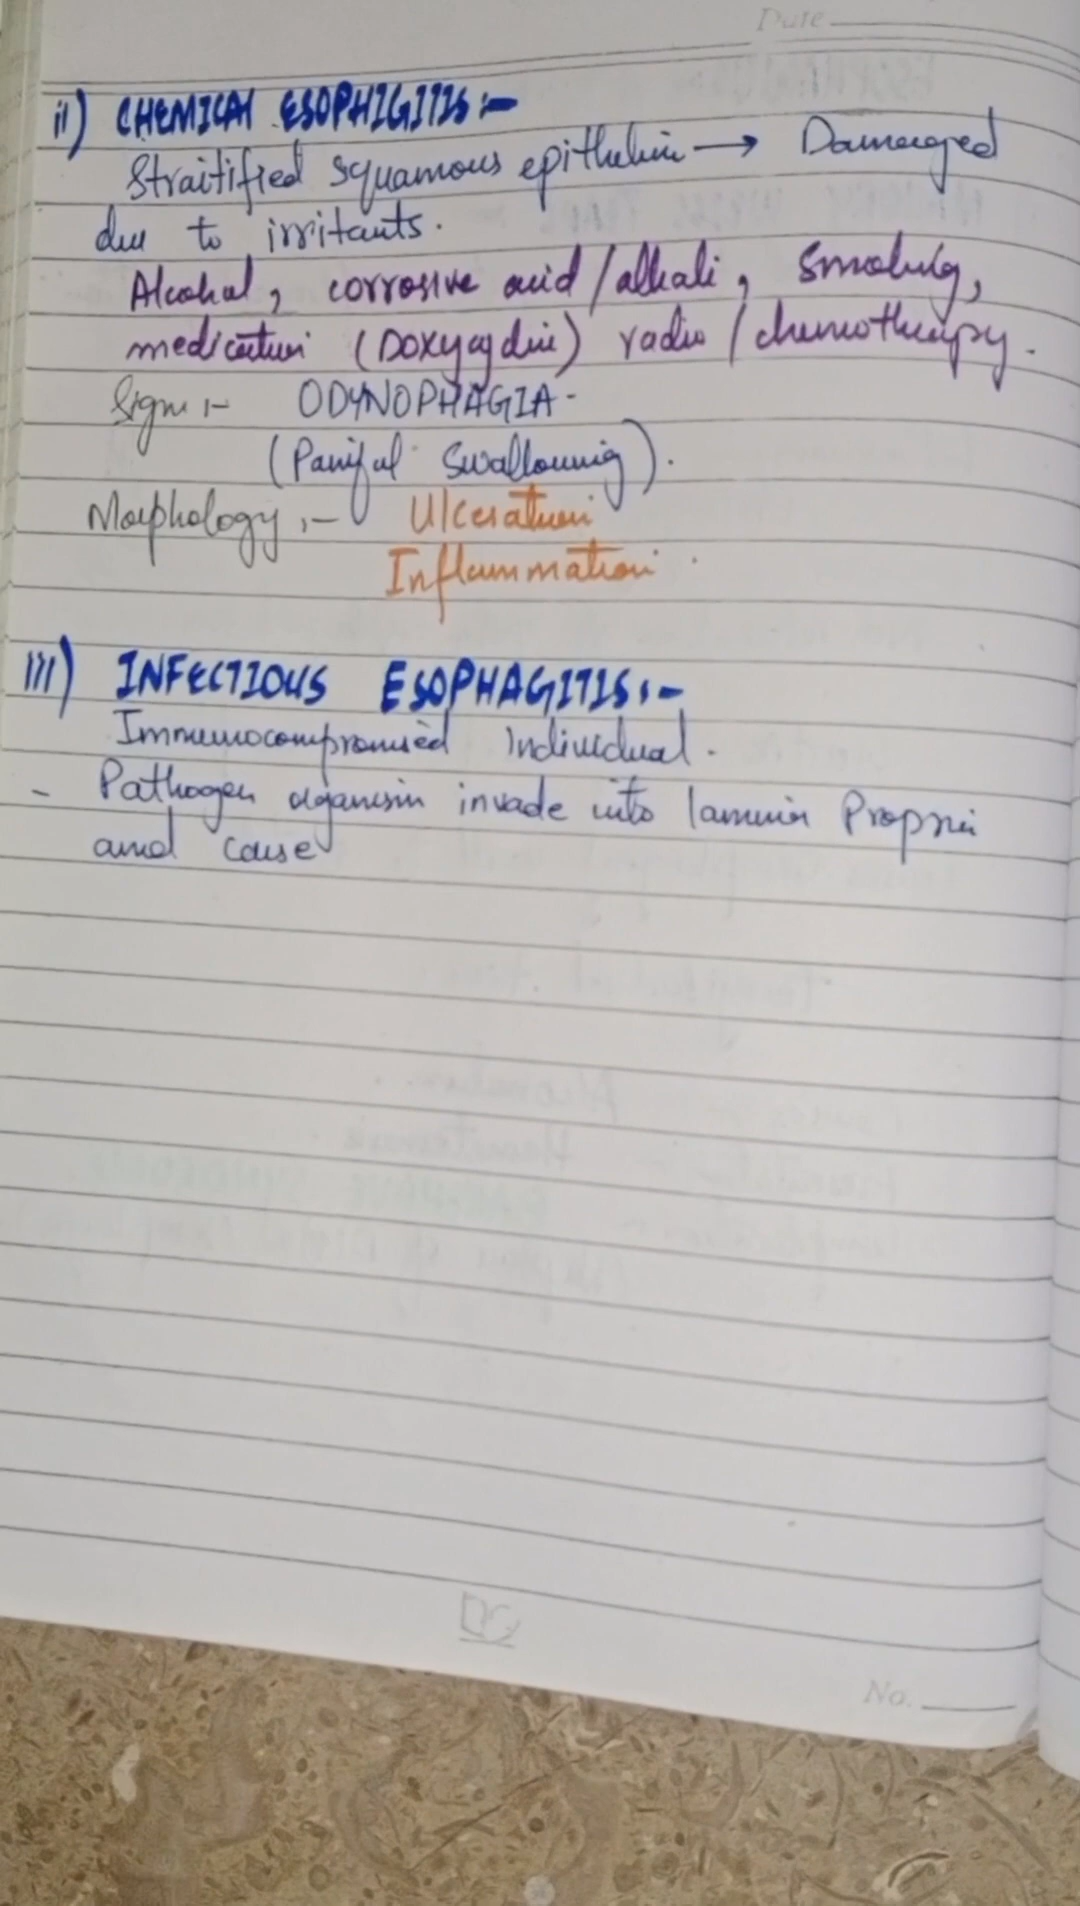 Date
ii) CHEMICAL ESOPHIGITIS:-
Straitified squamous epithelium → Damaged
due to irritants.
Alcohol, corrosive acid/alkali, Smoking,
medication (Doxycycline) radio/chemotherapy.
Sign :- ODYNOPHAGIA-
(Painful Swallowing).
Morphology :- Ulceration
Inflammation
iii) INFECTIOUS ESOPHAGITIS:-
Immunocompromised individual.
- Pathogen organism invade into lamina Propria
and cause
No.